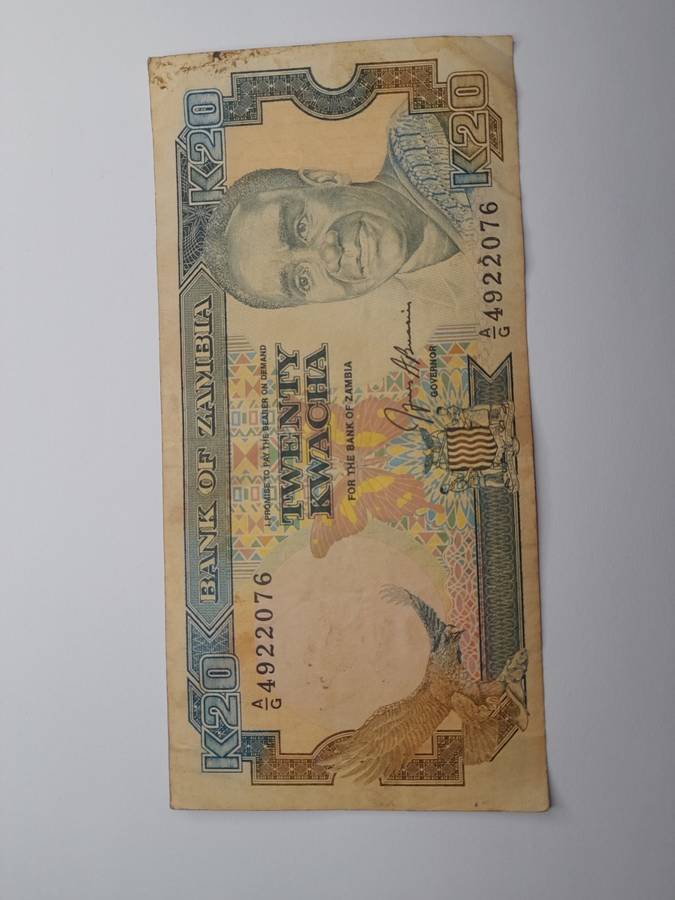 K20
BANK OF ZAMBIA
K20
A/G 4922076
I PROMISE TO PAY THE BEARER ON DEMAND
TWENTY
KWACHA
FOR THE BANK OF ZAMBIA
GOVERNOR
A/G 4922076
K20